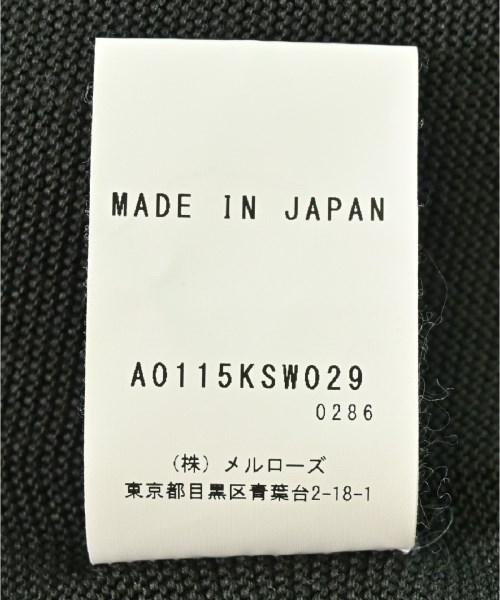 MADE IN JAPAN
A0115KSW029
0286
(株)メルローズ
東京都目黒区青葉台2-18-1